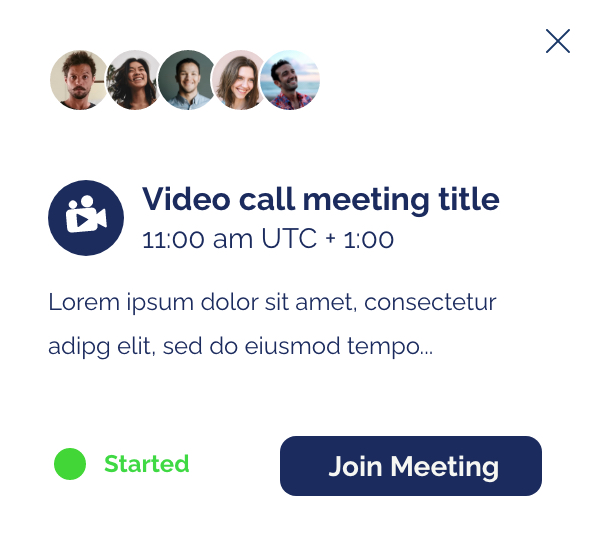 Video call meeting title
11:00 am UTC + 1:00
Lorem ipsum dolor sit amet, consectetur
adipg elit, sed do eiusmod tempo...
Started
Join Meeting